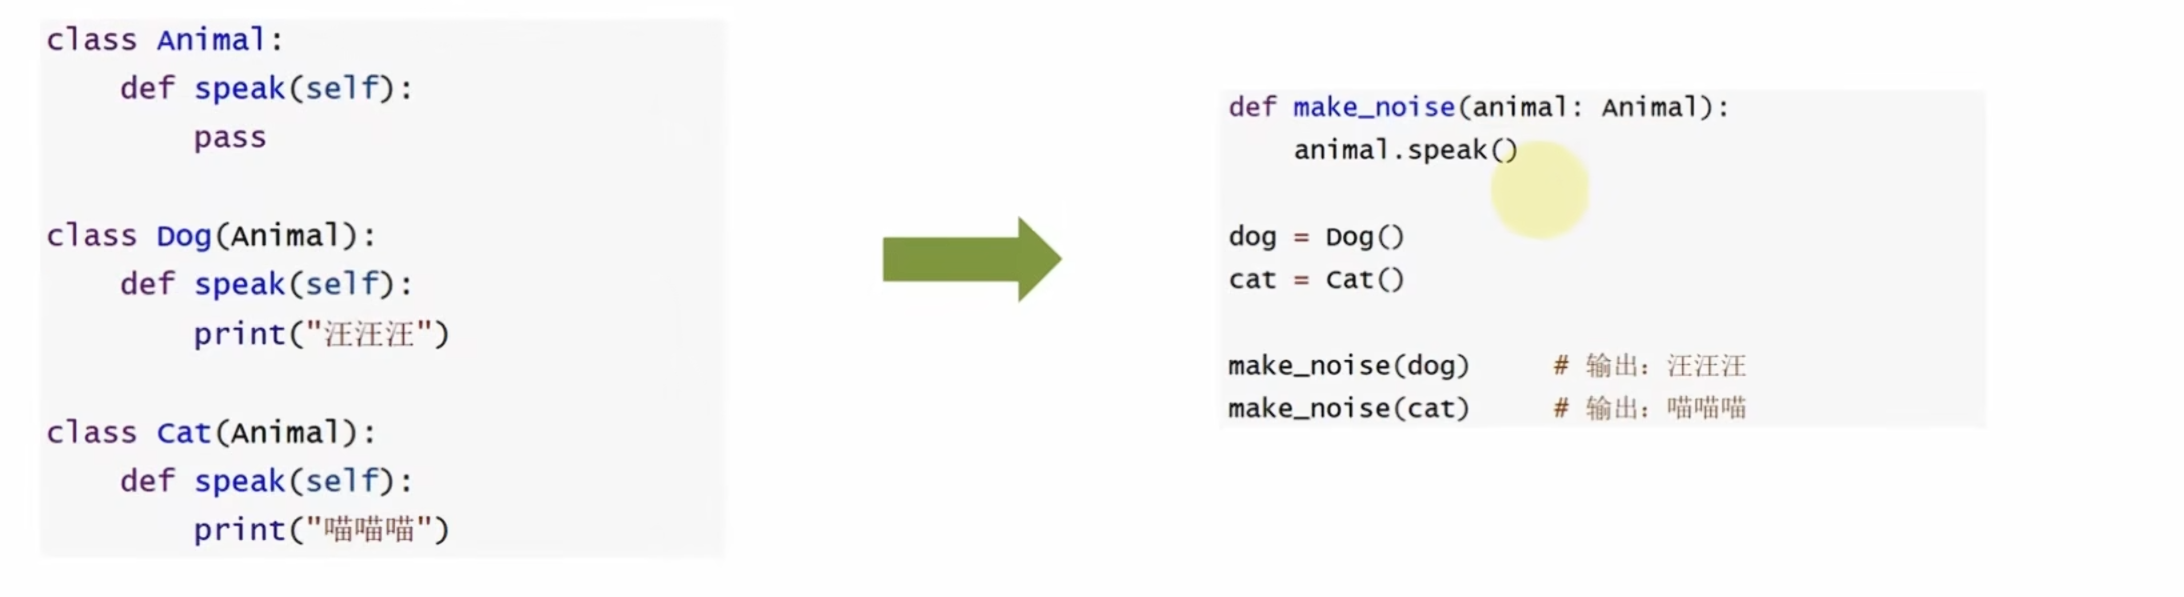 class Animal:
    def speak(self):
        pass
class Dog(Animal):
    def speak(self):
        print("汪汪汪")
class Cat(Animal):
    def speak(self):
        print("喵喵喵")
def make_noise(animal: Animal):
    animal.speak()
dog = Dog()
cat = Cat()
make_noise(dog)     # 输出：汪汪汪
make_noise(cat)     # 输出：喵喵喵